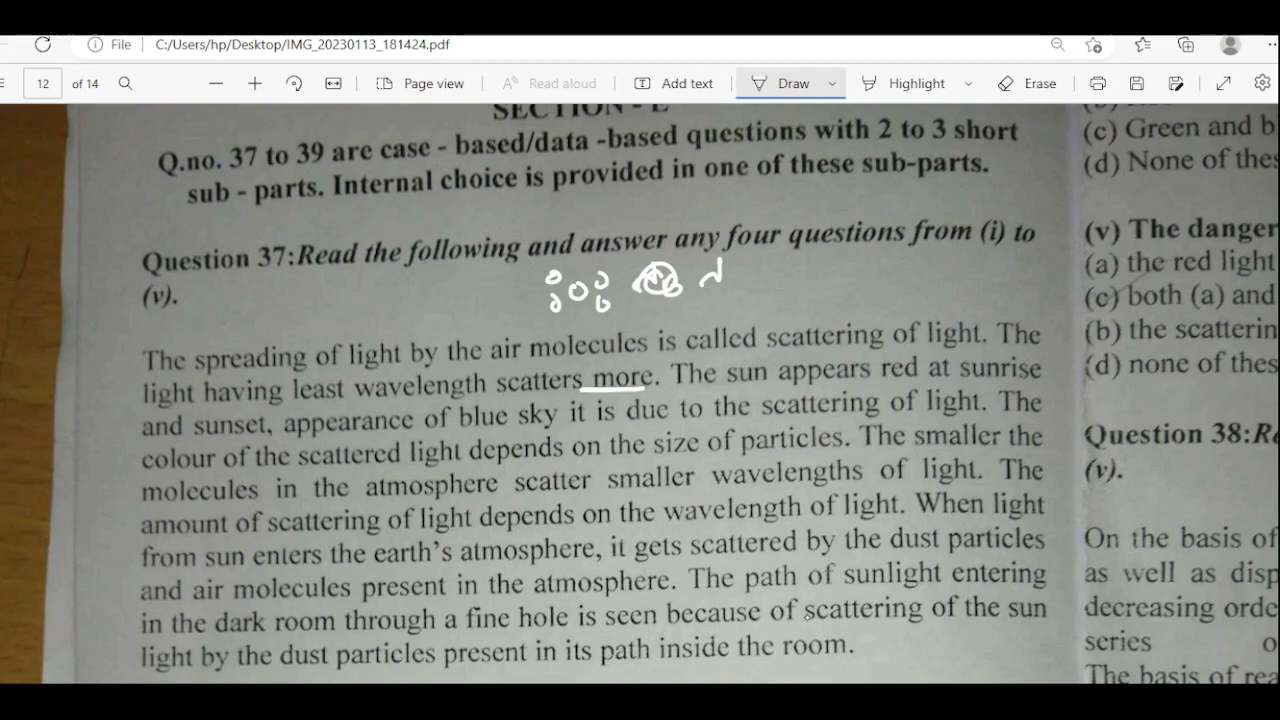 File C:/Users/hp/Desktop/IMG_20230113_181424.pdf
12 of 14 Page view Read aloud Add text Draw Highlight Erase
SECTION - E
Q.no. 37 to 39 are case - based/data -based questions with 2 to 3 short
sub - parts. Internal choice is provided in one of these sub-parts.
Question 37:Read the following and answer any four questions from (i) to
(v).
The spreading of light by the air molecules is called scattering of light. The
light having least wavelength scatters more. The sun appears red at sunrise
and sunset, appearance of blue sky it is due to the scattering of light. The
colour of the scattered light depends on the size of particles. The smaller the
molecules in the atmosphere scatter smaller wavelengths of light. The
amount of scattering of light depends on the wavelength of light. When light
from sun enters the earth's atmosphere, it gets scattered by the dust particles
and air molecules present in the atmosphere. The path of sunlight entering
in the dark room through a fine hole is seen because of scattering of the sun
light by the dust particles present in its path inside the room.
(c) Green and b
(d) None of thes
(v) The danger
(a) the red light
(c) both (a) and
(b) the scatterin
(d) none of thes
Question 38:Re
(v).
On the basis of
as well as disp
decreasing orde
series o
The basis of rea